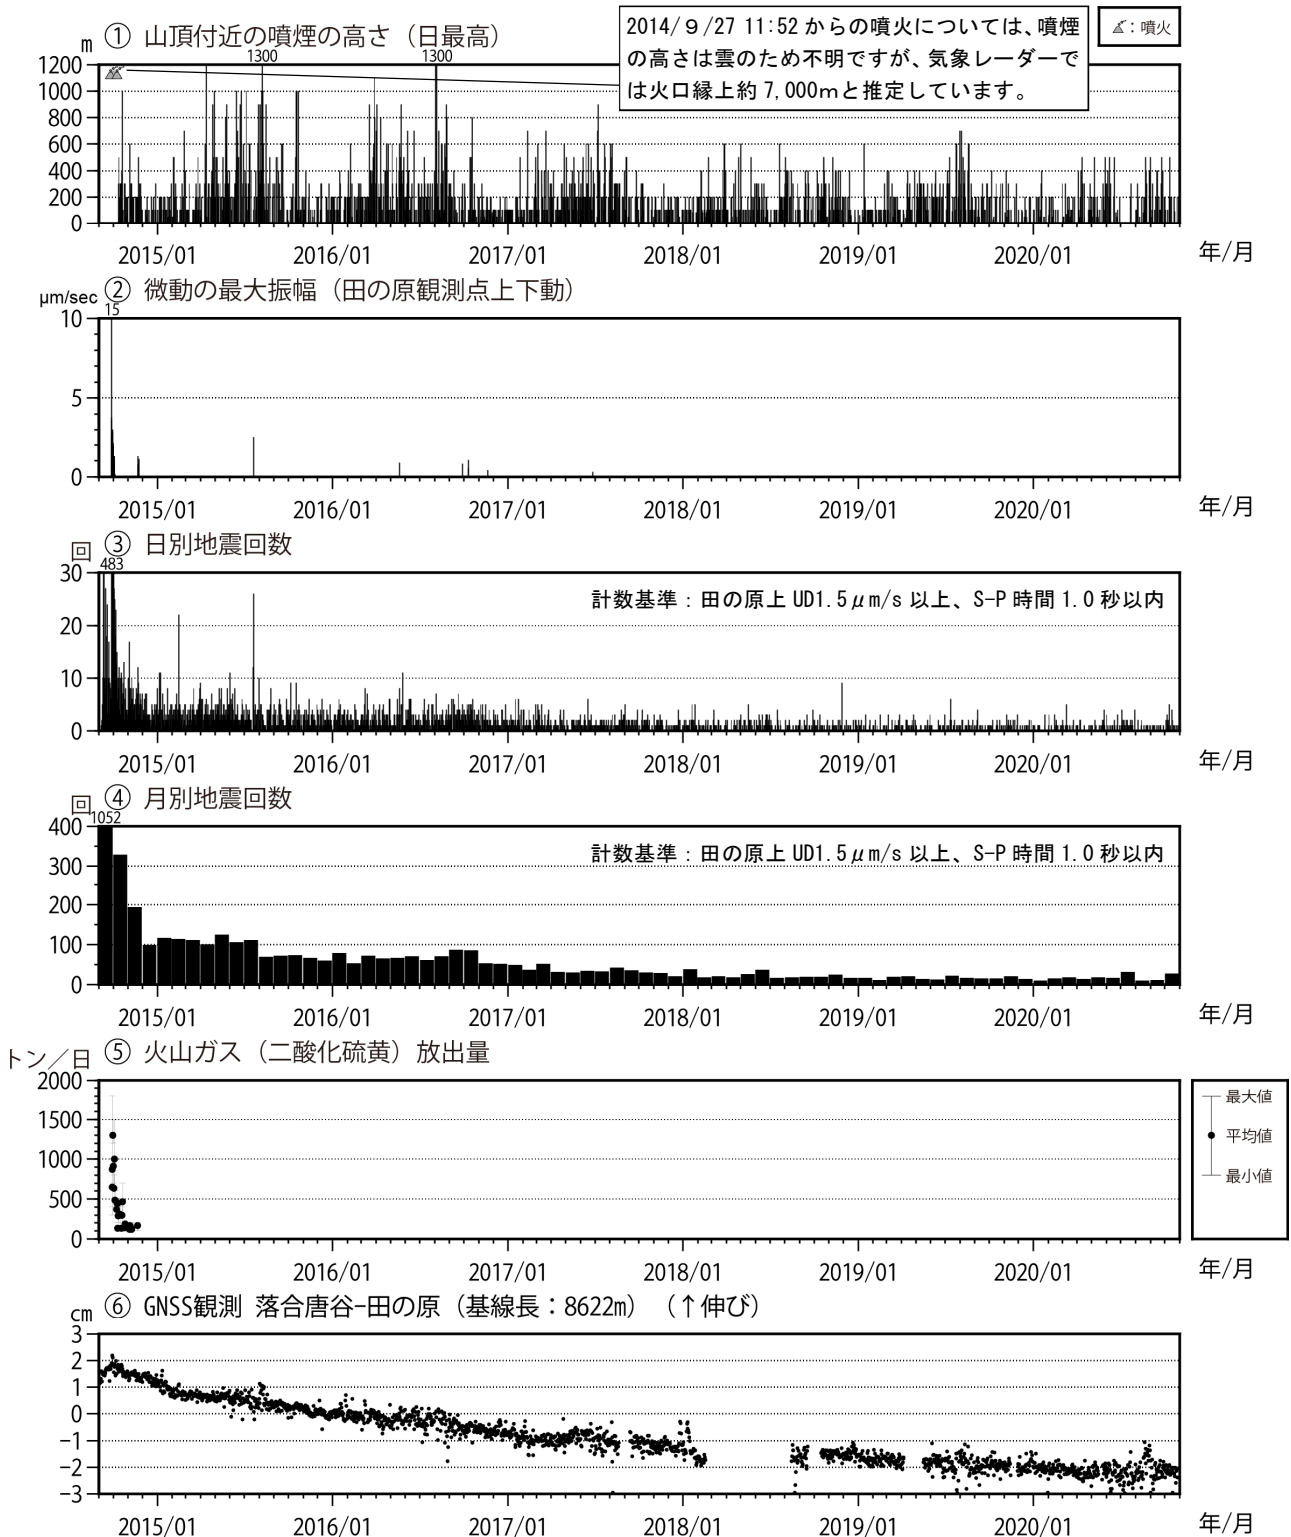 ① 山頂付近の噴煙の高さ（日最高）
2014/９/27 11:52 からの噴火については、噴煙
の高さは雲のため不明ですが、気象レーダーで
は火口縁上約 7,000mと推定しています。
：噴火
m
1300
1300
1200
1000
800
600
400
200
0
2015/01
2016/01
2017/01
2018/01
2019/01
2020/01
年/月
② 微動の最大振幅（田の原観測点上下動）
μm/sec
15
10
5
0
2015/01
2016/01
2017/01
2018/01
2019/01
2020/01
年/月
③ 日別地震回数
回
483
30
20
10
0
計数基準：田の原上 UD1.5μm/s 以上、S-P 時間 1.0 秒以内
2015/01
2016/01
2017/01
2018/01
2019/01
2020/01
年/月
④ 月別地震回数
回
1052
400
300
200
100
0
計数基準：田の原上 UD1.5μm/s 以上、S-P 時間 1.0 秒以内
2015/01
2016/01
2017/01
2018/01
2019/01
2020/01
年/月
⑤ 火山ガス（二酸化硫黄）放出量
トン／日
2000
1500
1000
500
0
最大値
平均値
最小値
2015/01
2016/01
2017/01
2018/01
2019/01
2020/01
年/月
⑥ GNSS観測 落合唐谷-田の原（基線長：8622m）（↑伸び）
cm
3
2
1
0
-1
-2
-3
2015/01
2016/01
2017/01
2018/01
2019/01
2020/01
年/月